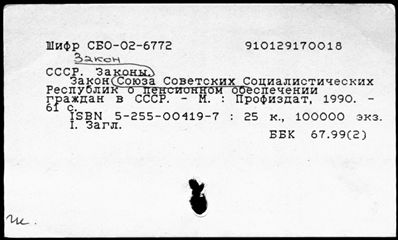 Шифр СБО-02-6772 910129170018
Закон
СССР. Законы.
Закон Союза Советских Социалистических
Республик о пенсионном обеспечении
граждан в СССР. - М. : Профиздат, 1990. -
61 с.
ISBN 5-255-00419-7 : 25 к., 100000 экз.
I. Загл.
ББК 67.99(2)